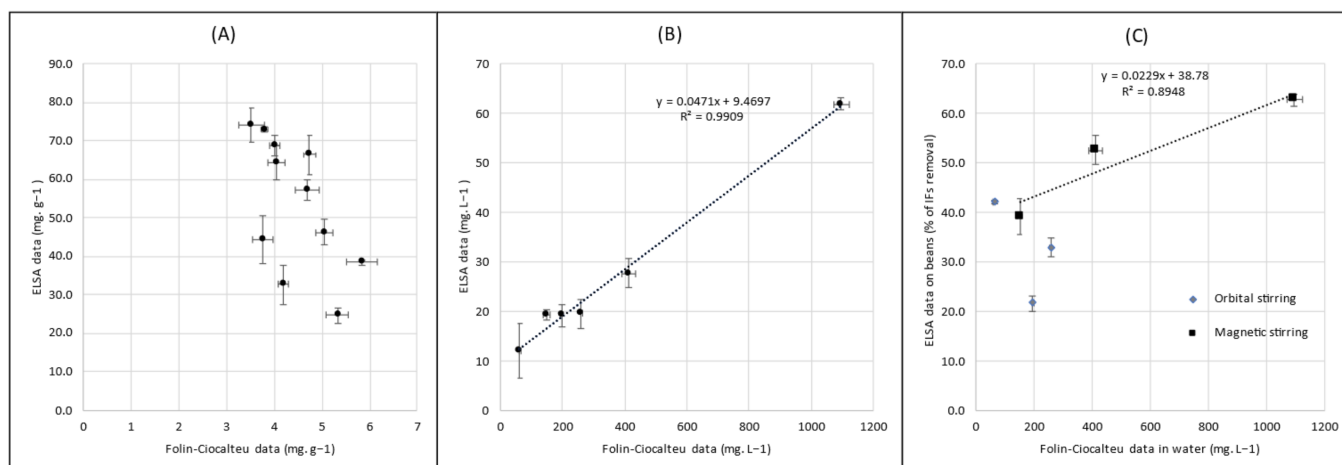 (A)
ELSA data (mg. g−1)
90.0
80.0
70.0
60.0
50.0
40.0
30.0
20.0
10.0
0.0
0 1 2 3 4 5 6 7
Folin-Ciocalteu data (mg. g−1)
(B)
ELSA data (mg. L−1)
70
60
50
40
30
20
10
0
y = 0.0471x + 9.4697
R² = 0.9909
0 200 400 600 800 1000 1200
Folin-Ciocalteu data (mg. L−1)
(C)
ELSA data on beans (% of IFs removal)
70.0
60.0
50.0
40.0
30.0
20.0
10.0
0.0
y = 0.0229x + 38.78
R² = 0.8948
Orbital stirring
Magnetic stirring
0 200 400 600 800 1000 1200
Folin-Ciocalteu data in water (mg. L−1)